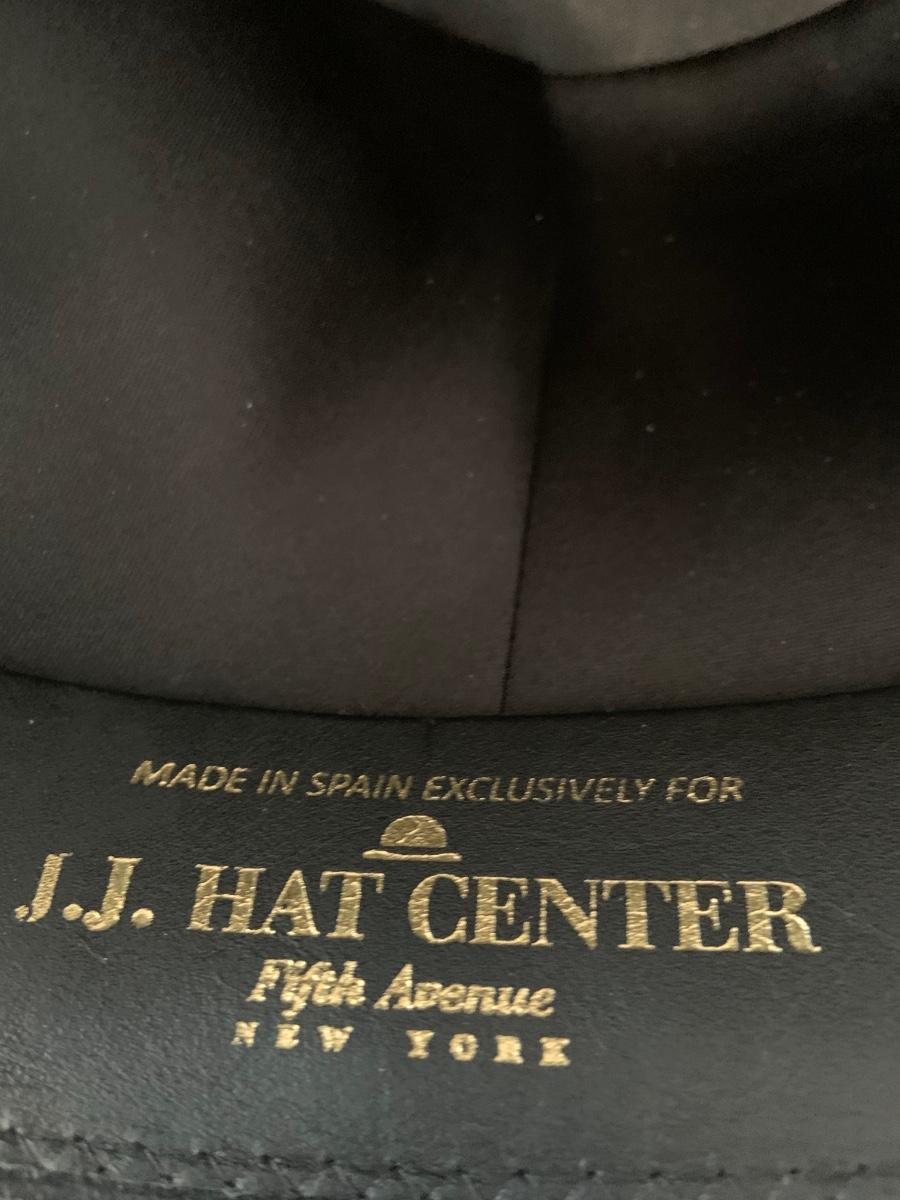 MADE IN SPAIN EXCLUSIVELY FOR
J.J. HAT CENTER
Fifth Avenue
NEW YORK